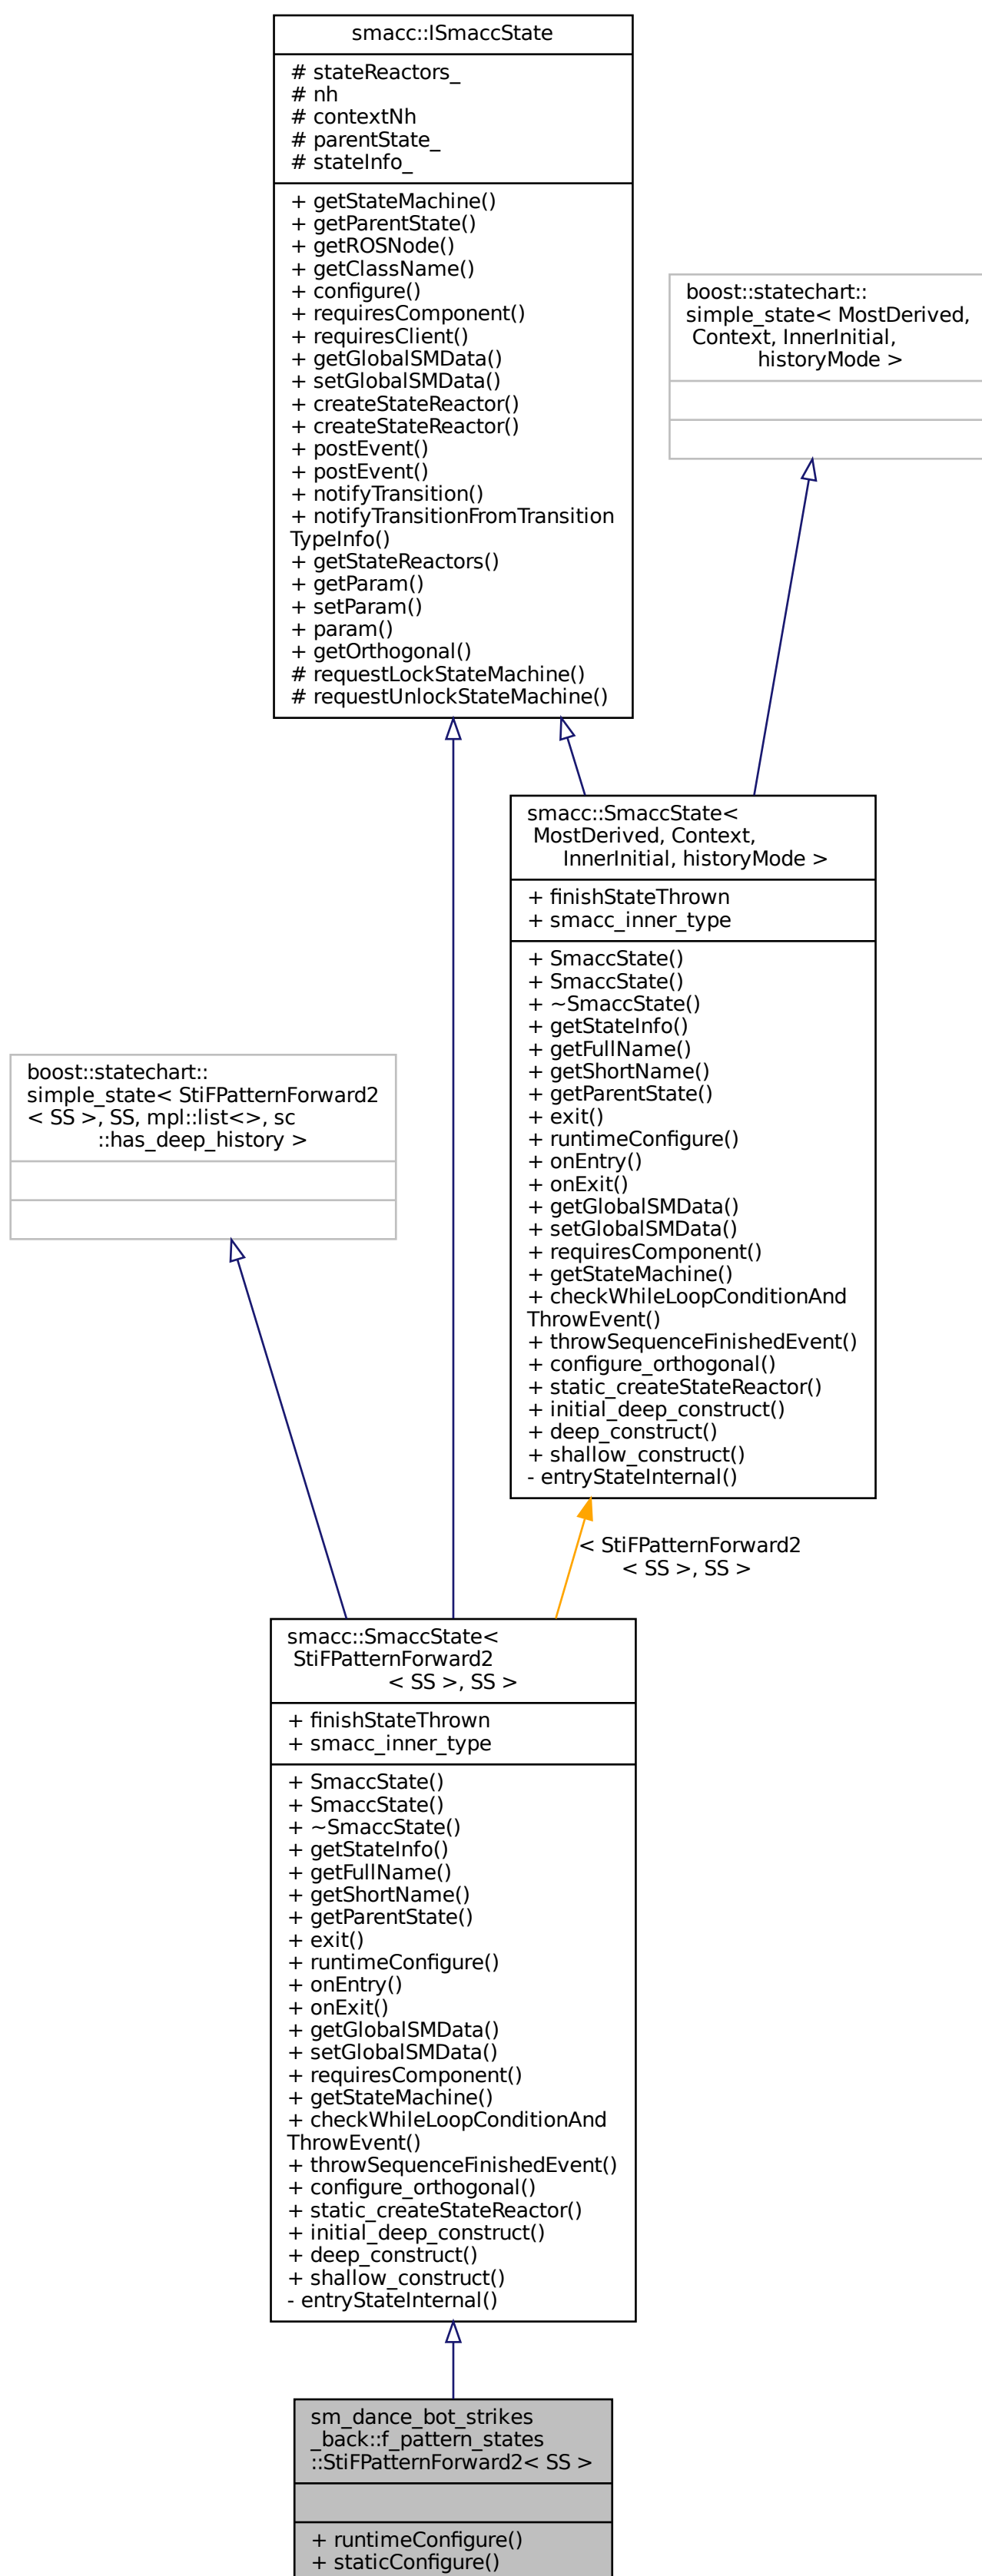 smacc::ISmaccState
# stateReactors_
# nh
# contextNh
# parentState_
# stateInfo_
+ getStateMachine()
+ getParentState()
+ getROSNode()
+ getClassName()
+ configure()
+ requiresComponent()
+ requiresClient()
+ getGlobalSMData()
+ setGlobalSMData()
+ createStateReactor()
+ createStateReactor()
+ postEvent()
+ postEvent()
+ notifyTransition()
+ notifyTransitionFromTransition
TypeInfo()
+ getStateReactors()
+ getParam()
+ setParam()
+ param()
+ getOrthogonal()
# requestLockStateMachine()
# requestUnlockStateMachine()
boost::statechart::
simple_state< MostDerived,
Context, InnerInitial,
historyMode >
smacc::SmaccState<
MostDerived, Context,
InnerInitial, historyMode >
+ finishStateThrown
+ smacc_inner_type
+ SmaccState()
+ SmaccState()
+ ~SmaccState()
+ getStateInfo()
+ getFullName()
+ getShortName()
+ getParentState()
+ exit()
+ runtimeConfigure()
+ onEntry()
+ onExit()
+ getGlobalSMData()
+ setGlobalSMData()
+ requiresComponent()
+ getStateMachine()
+ checkWhileLoopConditionAnd
ThrowEvent()
+ throwSequenceFinishedEvent()
+ configure_orthogonal()
+ static_createStateReactor()
+ initial_deep_construct()
+ deep_construct()
+ shallow_construct()
- entryStateInternal()
boost::statechart::
simple_state< StiFPatternForward2
< SS >, SS, mpl::list<>, sc
::has_deep_history >
< StiFPatternForward2
< SS >, SS >
smacc::SmaccState<
StiFPatternForward2
< SS >, SS >
+ finishStateThrown
+ smacc_inner_type
+ SmaccState()
+ SmaccState()
+ ~SmaccState()
+ getStateInfo()
+ getFullName()
+ getShortName()
+ getParentState()
+ exit()
+ runtimeConfigure()
+ onEntry()
+ onExit()
+ getGlobalSMData()
+ setGlobalSMData()
+ requiresComponent()
+ getStateMachine()
+ checkWhileLoopConditionAnd
ThrowEvent()
+ throwSequenceFinishedEvent()
+ configure_orthogonal()
+ static_createStateReactor()
+ initial_deep_construct()
+ deep_construct()
+ shallow_construct()
- entryStateInternal()
sm_dance_bot_strikes
_back::f_pattern_states
::StiFPatternForward2< SS >
+ runtimeConfigure()
+ staticConfigure()